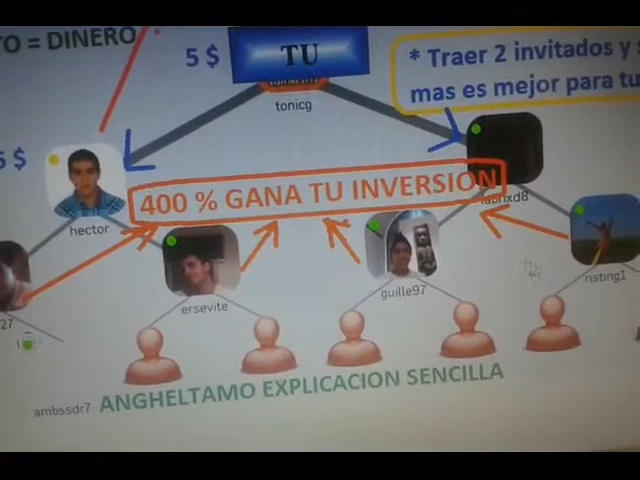 = DINERO
5 $
TU
* Traer 2 invitados y
mas es mejor para tu
tonicg
5 $
400 % GANA TU INVERSION
hector
ersevite
guille97
risting1
27
ambssdr7
ANGHELTAMO EXPLICACION SENCILLA